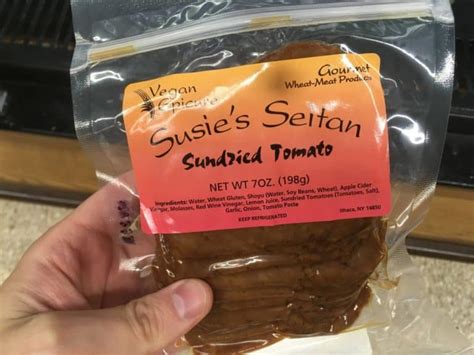 Vegan
Epicure
Gourmet
Wheat-Meat Products
Susie's Seitan
Sundried Tomato
NET WT 7OZ. (198g)
Ingredients: Water, Wheat Gluten, Shoyu (Water, Soy Beans, Wheat), Apple Cider
Vinegar, Molasses, Red Wine Vinegar, Lemon Juice, Sundried Tomatoes (Tomatoes, Salt),
Garlic, Onion, Tomato Paste
KEEP REFRIGERATED
Ithaca, NY 14850